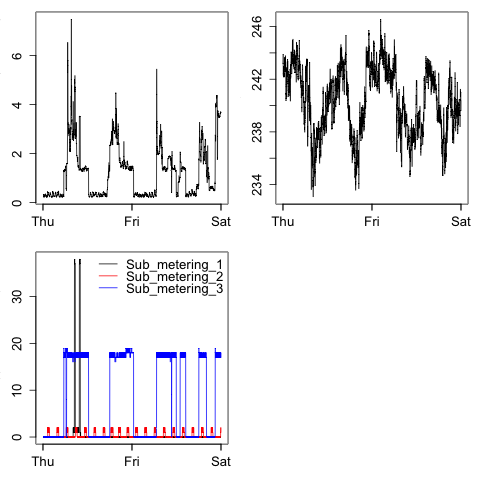 6
4
2
0
Thu Fri Sat
246
242
238
234
Thu Fri Sat
Sub_metering_1
Sub_metering_2
Sub_metering_3
30
20
10
0
Thu Fri Sat